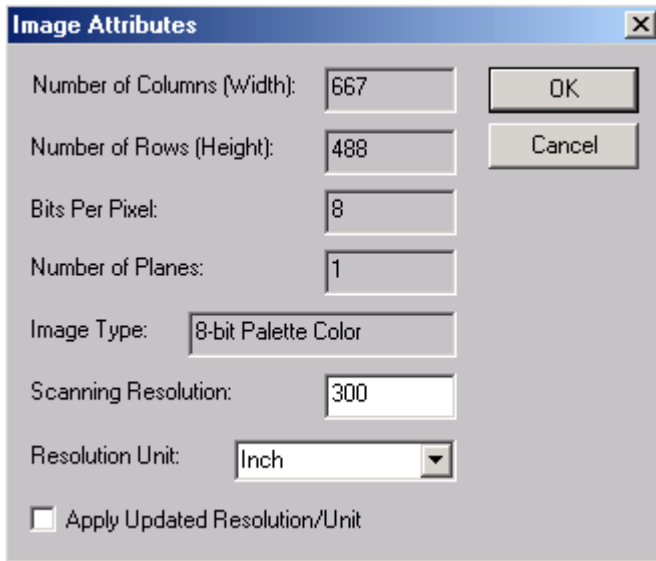 Image Attributes
Number of Columns (Width): 667 OK
Number of Rows (Height): 488 Cancel
Bits Per Pixel: 8
Number of Planes: 1
Image Type: 8-bit Palette Color
Scanning Resolution: 300
Resolution Unit: Inch
Apply Updated Resolution/Unit